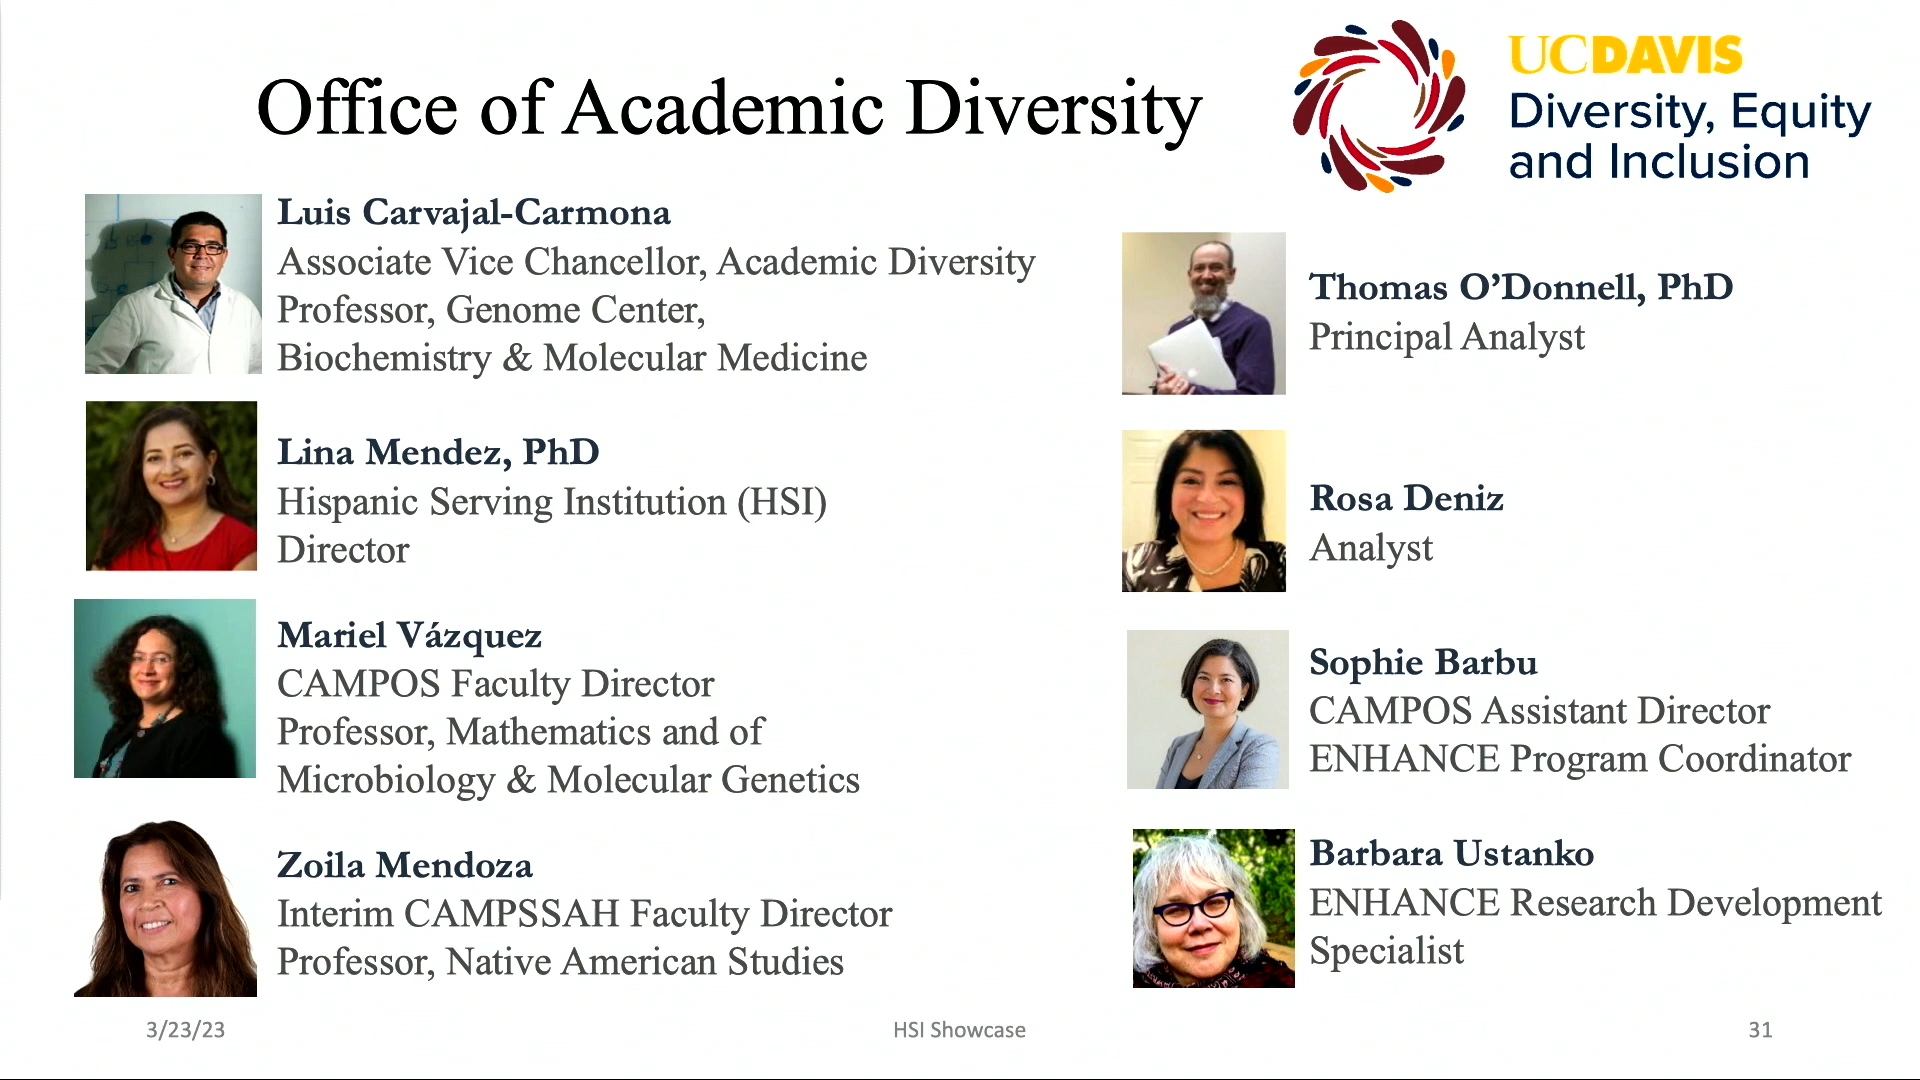 Office of Academic Diversity
UCDAVIS
Diversity, Equity
and Inclusion
Luis Carvajal-Carmona
Associate Vice Chancellor, Academic Diversity
Professor, Genome Center,
Biochemistry & Molecular Medicine
Lina Mendez, PhD
Hispanic Serving Institution (HSI)
Director
Mariel Vázquez
CAMPOS Faculty Director
Professor, Mathematics and of
Microbiology & Molecular Genetics
Zoila Mendoza
Interim CAMPSSAH Faculty Director
Professor, Native American Studies
Thomas O’Donnell, PhD
Principal Analyst
Rosa Deniz
Analyst
Sophie Barbu
CAMPOS Assistant Director
ENHANCE Program Coordinator
Barbara Ustanko
ENHANCE Research Development
Specialist
3/23/23
HSI Showcase
31